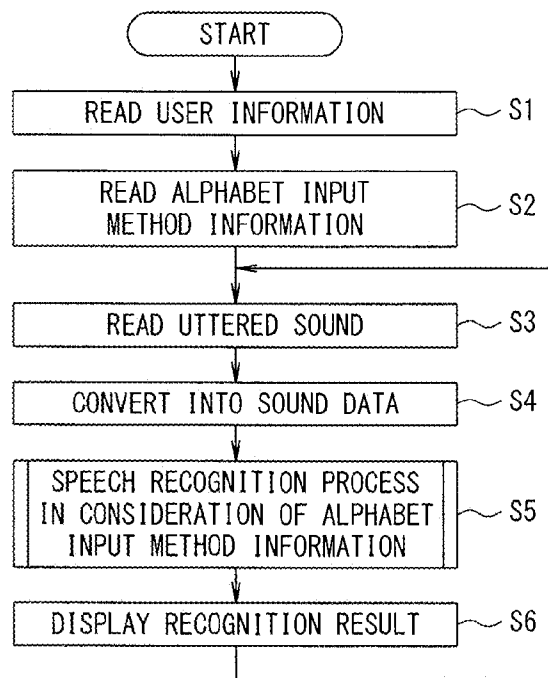 START
READ USER INFORMATION
S1
READ ALPHABET INPUT
METHOD INFORMATION
S2
READ UTTERED SOUND
S3
CONVERT INTO SOUND DATA
S4
SPEECH RECOGNITION PROCESS
IN CONSIDERATION OF ALPHABET
INPUT METHOD INFORMATION
S5
DISPLAY RECOGNITION RESULT
S6